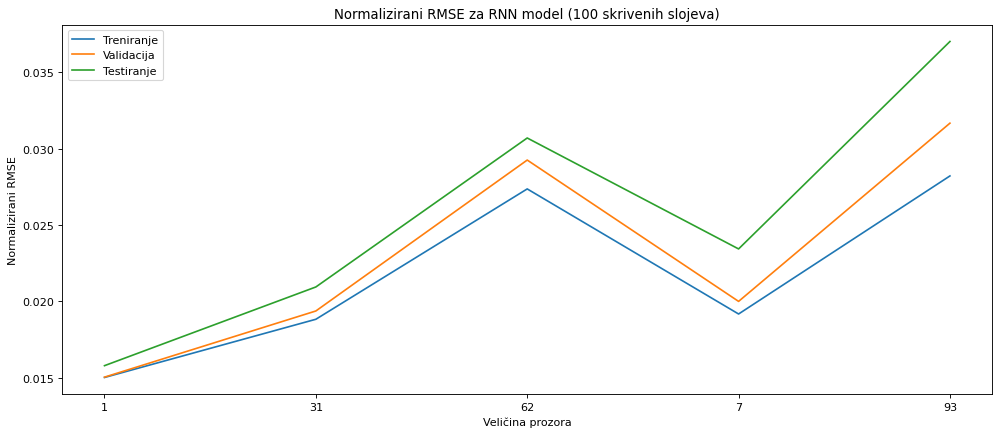 Normalizirani RMSE za RNN model (100 skrivenih slojeva)
Treniranje
Validacija
Testiranje
Normalizirani RMSE
0.035
0.030
0.025
0.020
0.015
1 31 62 7 93
Veličina prozora